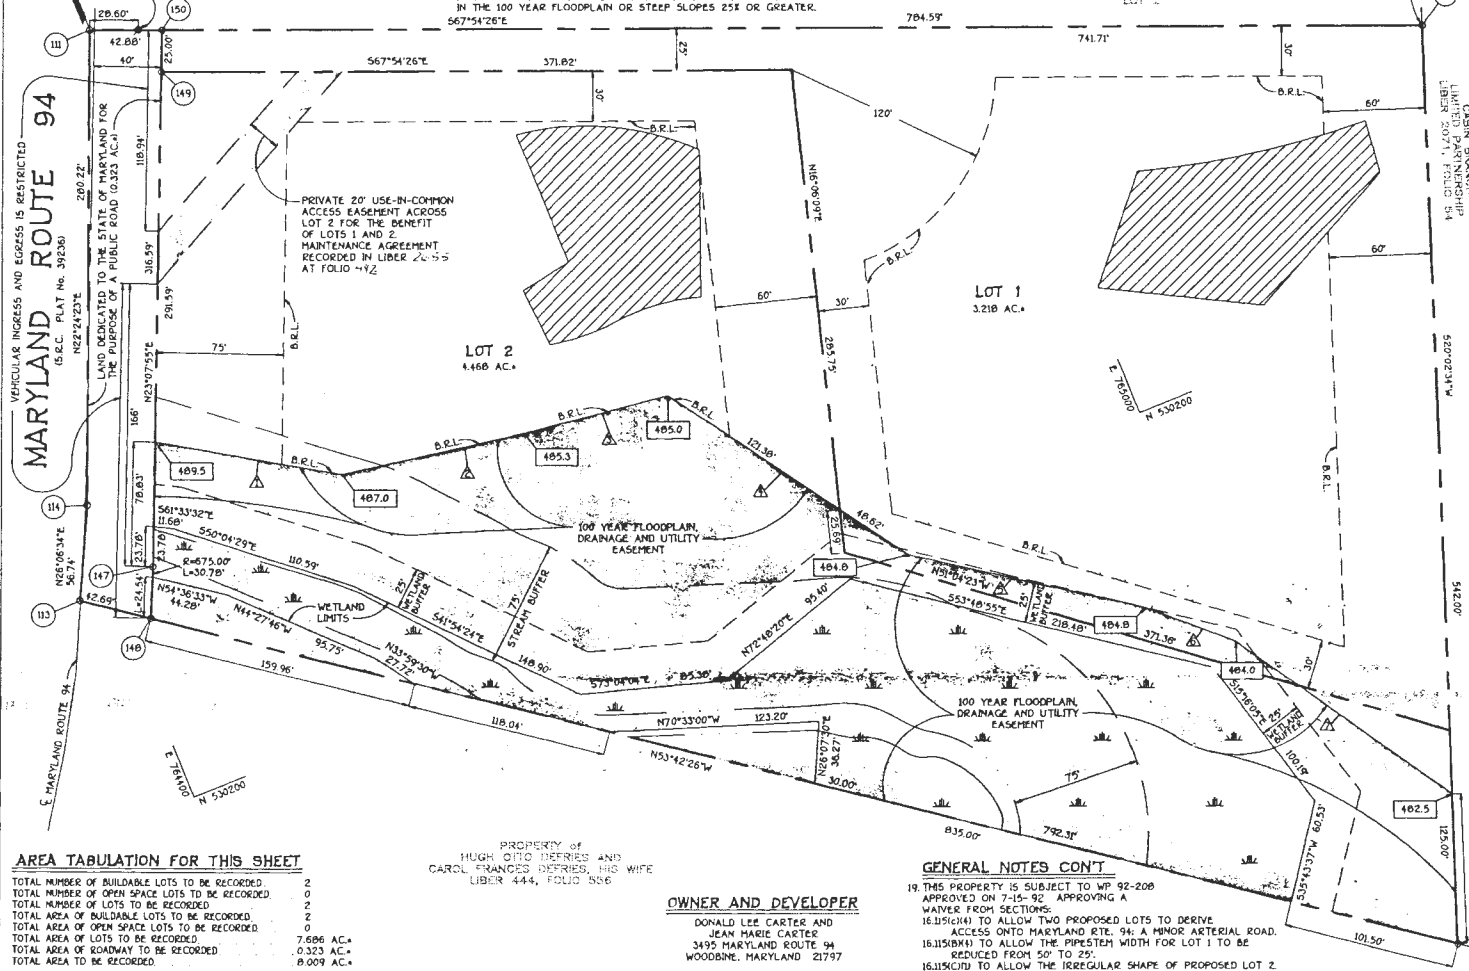 IN THE 100 YEAR FLOODPLAIN OR STEEP SLOPES 25% OR GREATER.
28.60'
150
S67°54'26"E
784.59'
111
42.88'
25.00'
25'
741.71'
30'
40'
S67°54'26"E
371.82'
149
30'
B.R.L.
B.R.L.
60'
120'
LIMITED PARTNERSHIP
LIBER 2071, FOLIO 54
VEHICULAR INGRESS AND EGRESS IS RESTRICTED
MARYLAND ROUTE 94
(S.R.C. PLAT No. 39236)
N22°24'23"E
280.22'
LAND DEDICATED TO THE STATE OF MARYLAND FOR
THE PURPOSE OF A PUBLIC ROAD (0.323 AC.±)
118.94'
316.59'
291.59'
N23°07'55"E
166'
PRIVATE 20' USE-IN-COMMON
ACCESS EASEMENT ACROSS
LOT 2 FOR THE BENEFIT
OF LOTS 1 AND 2.
MAINTENANCE AGREEMENT
RECORDED IN LIBER
AT FOLIO
N16°06'09"E
285.75'
B.R.L.
60'
60'
30'
LOT 1
3.218 AC.±
B.R.L.
75'
LOT 2
4.468 AC.±
S20°02'34"W
542.00'
E 785000
N 530200
B.R.L.
B.R.L.
B.R.L.
485.0
121.38'
B.R.L.
B.R.L.
485.3
489.5
487.0
B.R.L.
78.83'
114
S61°33'32"E
11.68'
S50°04'29"E
110.59'
23.78'
23.78'
100 YEAR FLOODPLAIN,
DRAINAGE AND UTILITY
EASEMENT
25.69'
48.62'
484.8
B.R.L.
N26°06'34"E
56.74'
147
R=675.00'
L=30.78'
L=24.54'
N54°36'33"W
44.28'
WETLAND
LIMITS
25'
WETLAND
BUFFER
75'
STREAM BUFFER
95.40'
N72°48'20"E
N51°04'23"W
S53°48'55"E
218.48'
25'
WETLAND
BUFFER
484.8
371.38'
113
42.69'
N44°27'46"W
95.75'
S41°54'24"E
148.90'
148
N33°59'30"W
27.72'
159.96'
S73°04'04"E
85.38'
484.0
30'
118.04'
N70°33'00"W
123.20'
100 YEAR FLOODPLAIN,
DRAINAGE AND UTILITY
EASEMENT
S15°16'05"E
100.19'
25'
WETLAND
BUFFER
N53°42'26"W
N26°07'30"E
36.27'
30.00'
75'
℄ MARYLAND ROUTE 94
E 784400
N 530200
482.5
125.00'
835.00'
792.31'
S35°43'37"W 60.53'
101.50'
AREA TABULATION FOR THIS SHEET
TOTAL NUMBER OF BUILDABLE LOTS TO BE RECORDED. 2
TOTAL NUMBER OF OPEN SPACE LOTS TO BE RECORDED. 0
TOTAL NUMBER OF LOTS TO BE RECORDED. 2
TOTAL AREA OF BUILDABLE LOTS TO BE RECORDED. 2
TOTAL AREA OF OPEN SPACE LOTS TO BE RECORDED. 0
TOTAL AREA OF LOTS TO BE RECORDED. 7.686 AC.±
TOTAL AREA OF ROADWAY TO BE RECORDED. 0.323 AC.±
TOTAL AREA TO BE RECORDED. 8.009 AC.±
PROPERTY of
HUGH OTTO DEFRIES AND
CAROL FRANCES DEFRIES, HIS WIFE
LIBER 444, FOLIO 556
OWNER AND DEVELOPER
DONALD LEE CARTER AND
JEAN MARIE CARTER
3495 MARYLAND ROUTE 94
WOODBINE, MARYLAND 21797
GENERAL NOTES CON'T
19. THIS PROPERTY IS SUBJECT TO WP 92-208
APPROVED ON 7-15-92 APPROVING A
WAIVER FROM SECTIONS:
16.115(c)(4) TO ALLOW TWO PROPOSED LOTS TO DERIVE
ACCESS ONTO MARYLAND RTE. 94: A MINOR ARTERIAL ROAD.
16.115(B)(4) TO ALLOW THE PIPESTEM WIDTH FOR LOT 1 TO BE
REDUCED FROM 50' TO 25'.
16.115(C)(1) TO ALLOW THE IRREGULAR SHAPE OF PROPOSED LOT 2.